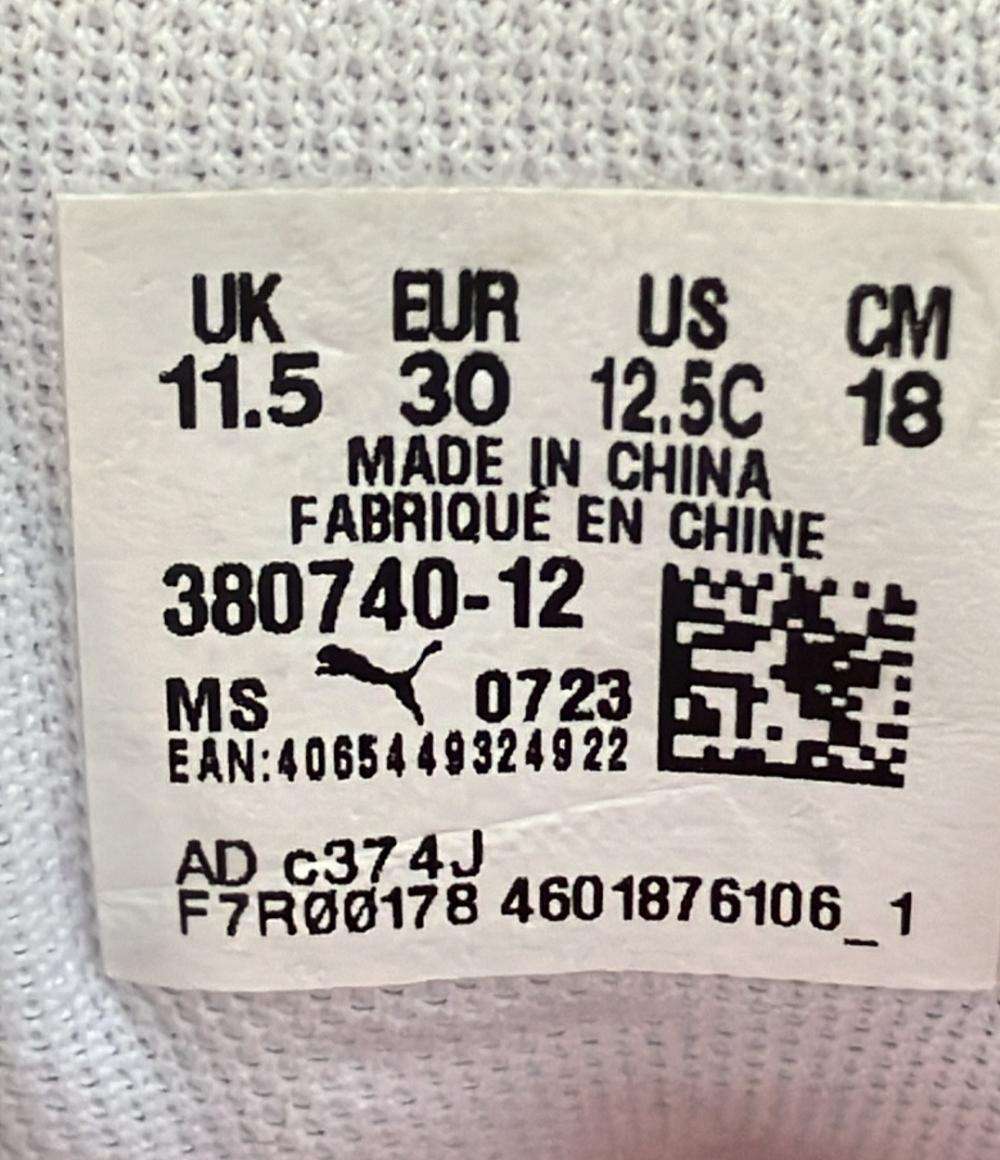 UK EUR US CM
11.5 30 12.5C 18
MADE IN CHINA
FABRIQUÉ EN CHINE
380740-12
MS 0723
EAN:4065449324922
AD c374J
F7R00178 4601876106_1